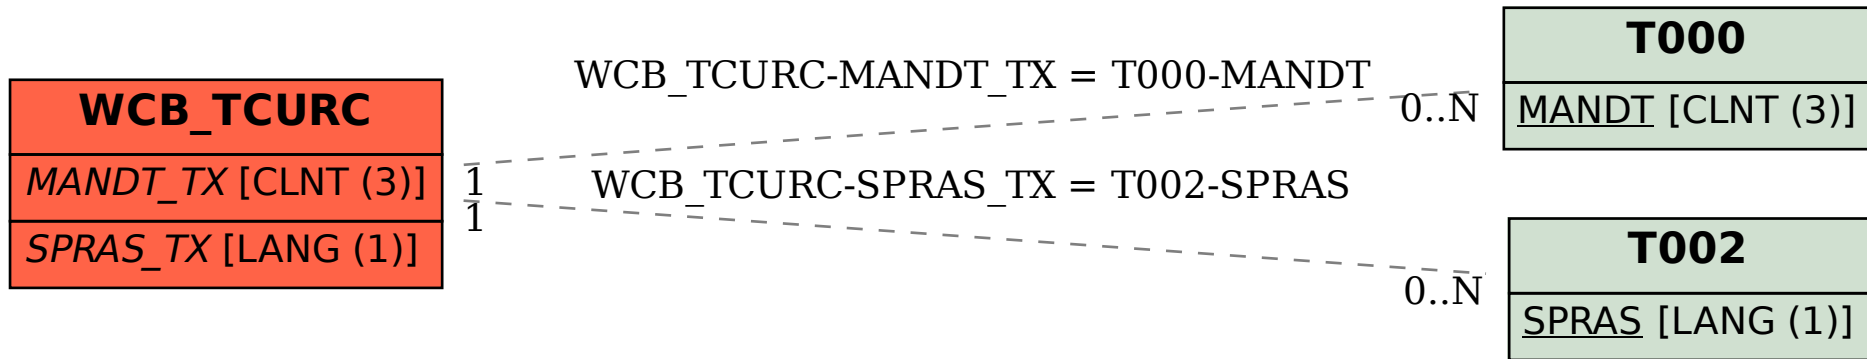 WCB_TCURC
MANDT_TX [CLNT (3)]
SPRAS_TX [LANG (1)]
WCB_TCURC-MANDT_TX = T000-MANDT
1
0..N
WCB_TCURC-SPRAS_TX = T002-SPRAS
1
0..N
T000
MANDT [CLNT (3)]
T002
SPRAS [LANG (1)]